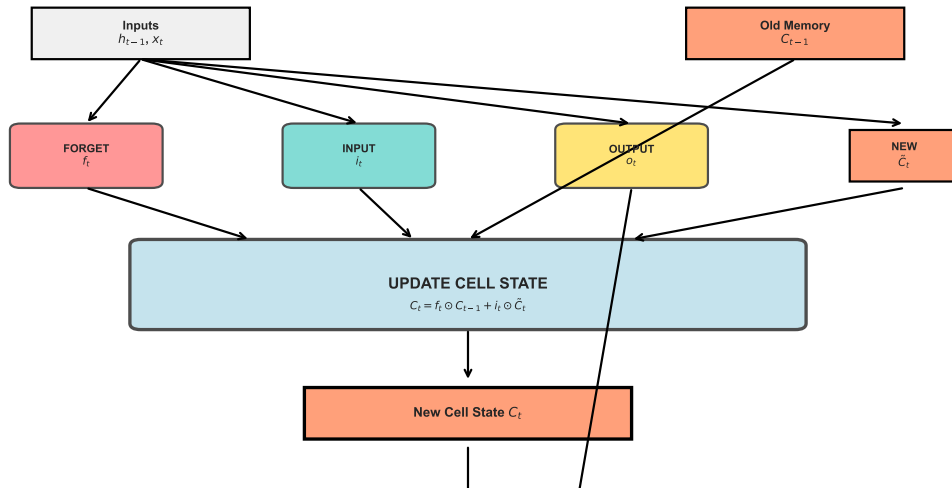 Inputs
h_{t−1}, x_t
Old Memory
C_{t−1}
FORGET
f_t
INPUT
i_t
OUTPUT
o_t
NEW
C̃_t
UPDATE CELL STATE
C_t = f_t ⊙ C_{t−1} + i_t ⊙ C̃_t
New Cell State C_t